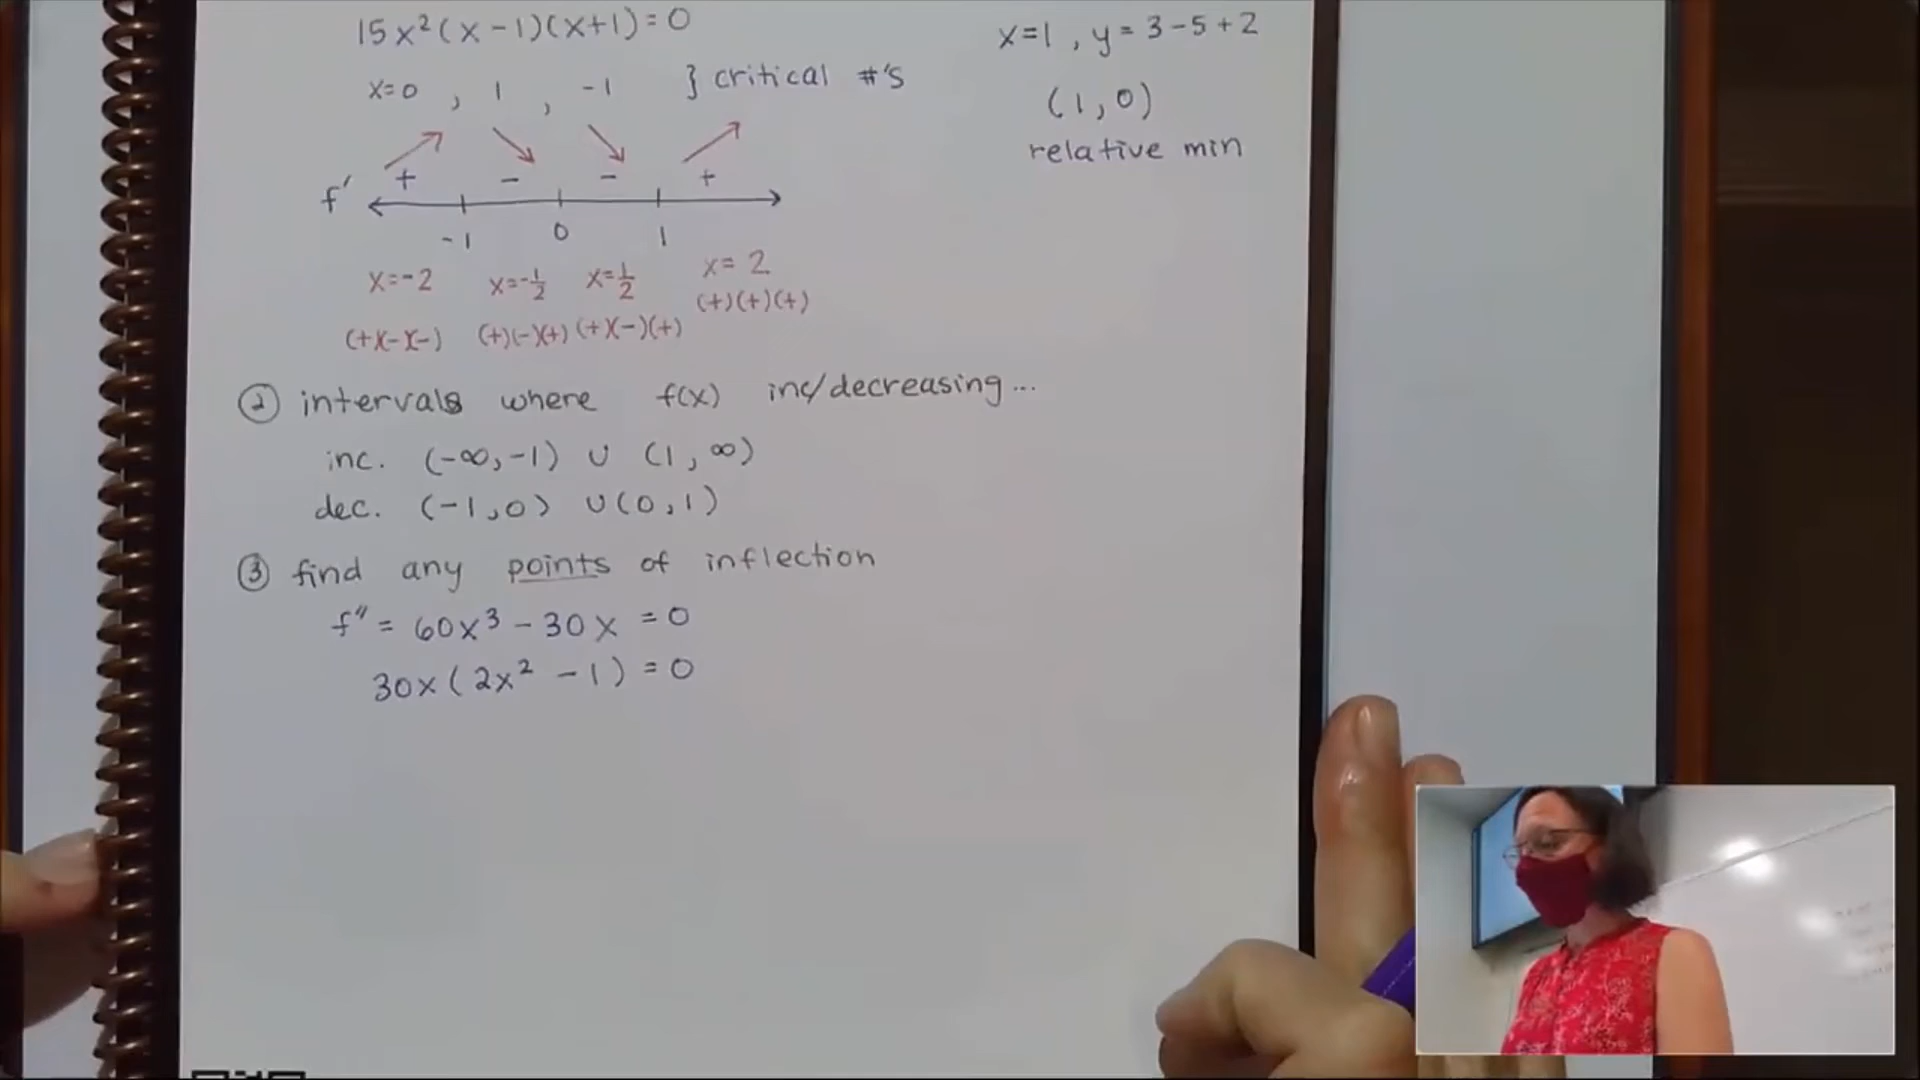 15x²(x-1)(x+1)=0
x=0 , 1 , -1 } critical #'s
+ - - +
f'
-1 0 1
x=-2 x=-1/2 x=1/2 x=2
(+)(-)(-) (+)(-)(+) (+)(-)(+) (+)(+)(+)
x=1, y=3-5+2
(1,0)
relative min
② intervals where f(x) inc/decreasing...
inc. (-∞,-1) ∪ (1,∞)
dec. (-1,0) ∪ (0,1)
③ find any points of inflection
f" = 60x³ - 30x = 0
30x(2x² - 1) = 0